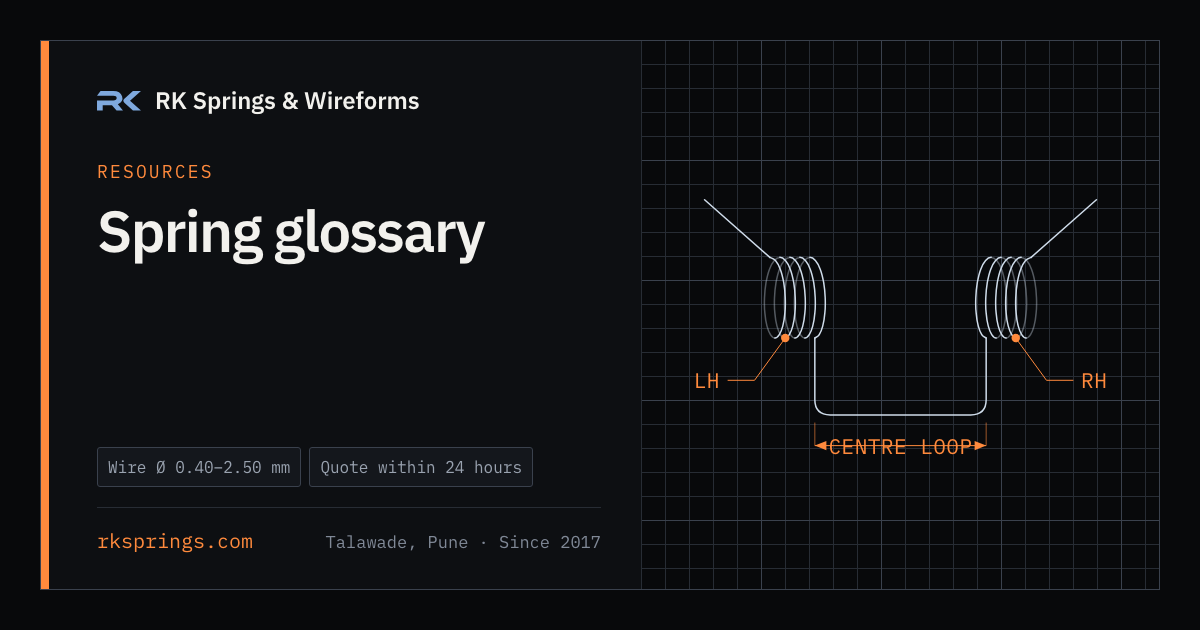 RK RK Springs & Wireforms
RESOURCES
Spring glossary
Wire Ø 0.40–2.50 mm
Quote within 24 hours
rksprings.com
Talawade, Pune · Since 2017
LH
RH
CENTRE LOOP